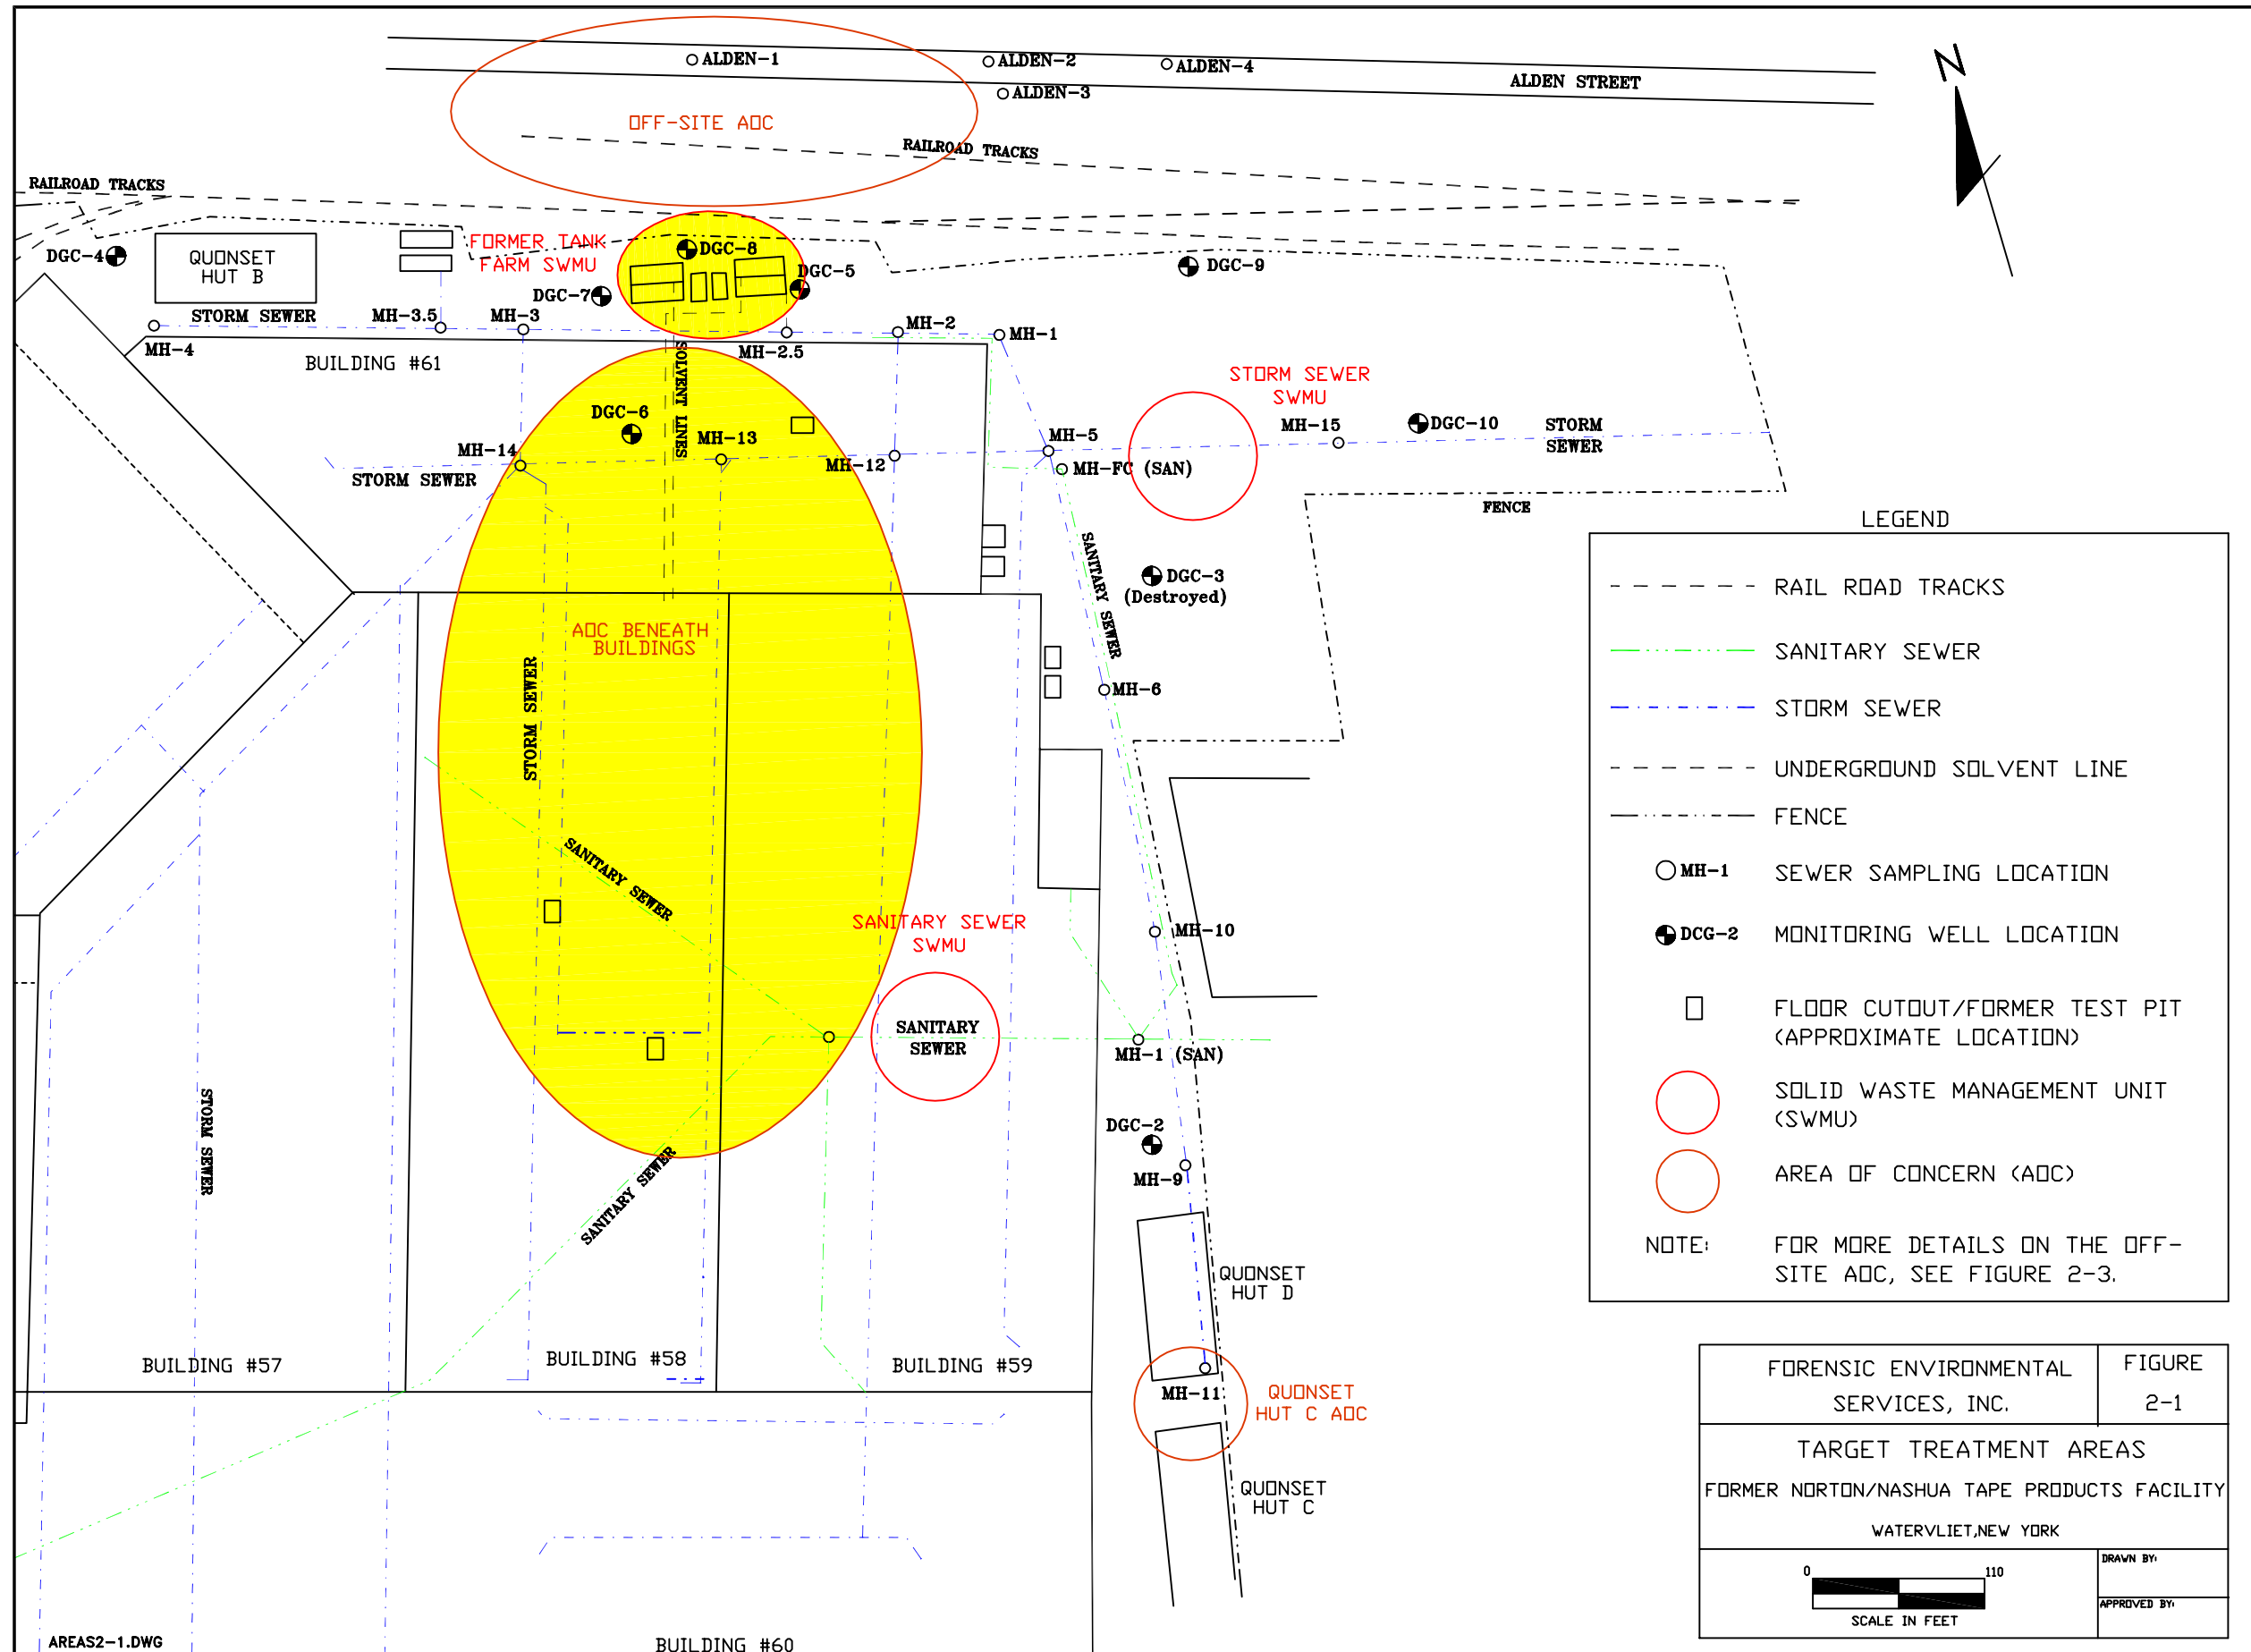 ALDEN-1
ALDEN-2
ALDEN-4
ALDEN-3
ALDEN STREET
N
OFF-SITE AOC
RAILROAD TRACKS
RAILROAD TRACKS
DGC-4
QUONSET
HUT B
FORMER TANK
FARM SWMU
DGC-8
DGC-5
DGC-7
DGC-9
STORM SEWER
MH-3.5
MH-3
MH-2
MH-1
MH-4
MH-2.5
BUILDING #61
SOLVENT LINES
STORM SEWER
SWMU
DGC-6
MH-13
MH-14
MH-12
MH-5
MH-15
DGC-10
STORM
SEWER
MH-FC (SAN)
STORM SEWER
FENCE
SANITARY SEWER
DGC-3
(Destroyed)
AOC BENEATH
BUILDINGS
STORM SEWER
MH-6
SANITARY SEWER
SANITARY SEWER
SWMU
MH-10
SANITARY
SEWER
MH-1 (SAN)
STORM SEWER
SANITARY SEWER
DGC-2
MH-9
QUONSET
HUT D
BUILDING #57
BUILDING #58
BUILDING #59
MH-11
QUONSET
HUT C AOC
QUONSET
HUT C
AREAS2-1.DWG
BUILDING #60
LEGEND
RAIL ROAD TRACKS
SANITARY SEWER
STORM SEWER
UNDERGROUND SOLVENT LINE
FENCE
MH-1 SEWER SAMPLING LOCATION
DCG-2 MONITORING WELL LOCATION
FLOOR CUTOUT/FORMER TEST PIT
(APPROXIMATE LOCATION)
SOLID WASTE MANAGEMENT UNIT
(SWMU)
AREA OF CONCERN (AOC)
NOTE: FOR MORE DETAILS ON THE OFF-
SITE AOC, SEE FIGURE 2-3.
FORENSIC ENVIRONMENTAL
SERVICES, INC.
FIGURE
2-1
TARGET TREATMENT AREAS
FORMER NORTON/NASHUA TAPE PRODUCTS FACILITY
WATERVLIET,NEW YORK
0 110
SCALE IN FEET
DRAWN BY:
APPROVED BY: